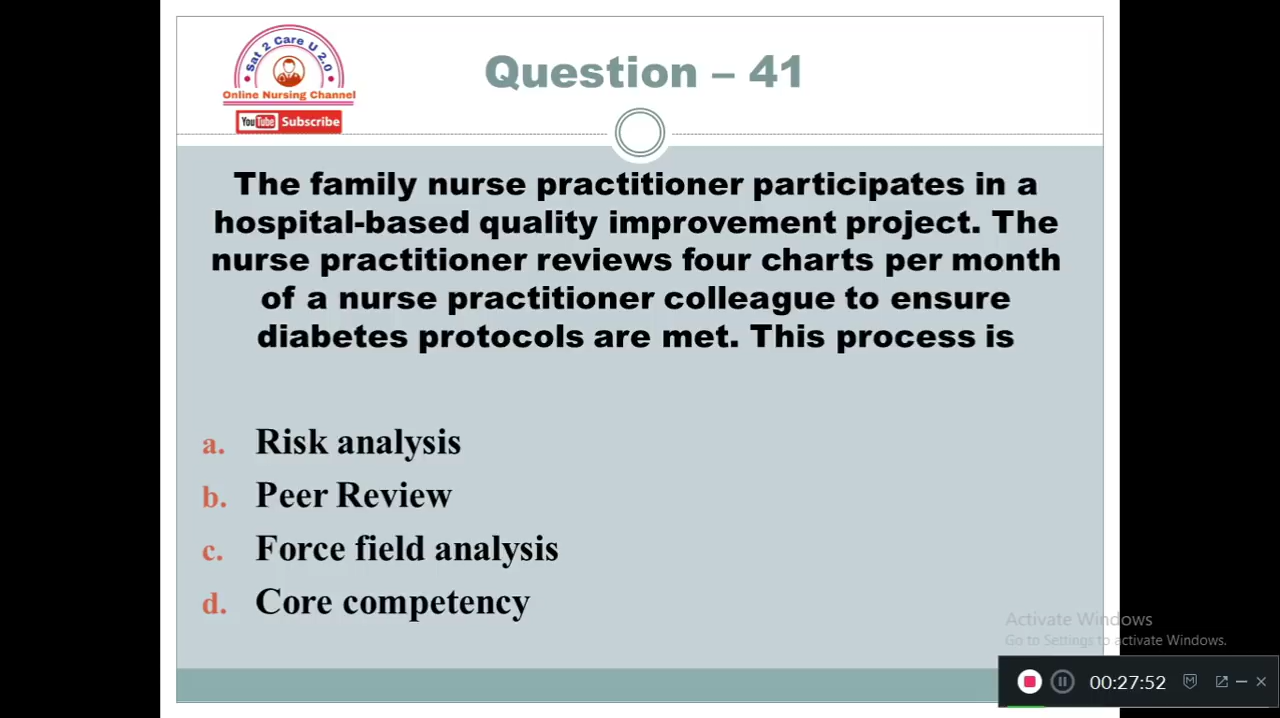 Sat 2 Care U 2.0
Online Nursing Channel
YouTube Subscribe
Question – 41
The family nurse practitioner participates in a
hospital-based quality improvement project. The
nurse practitioner reviews four charts per month
of a nurse practitioner colleague to ensure
diabetes protocols are met. This process is
a. Risk analysis
b. Peer Review
c. Force field analysis
d. Core competency
Activate Windows
Go to Settings to activate Windows.
00:27:52